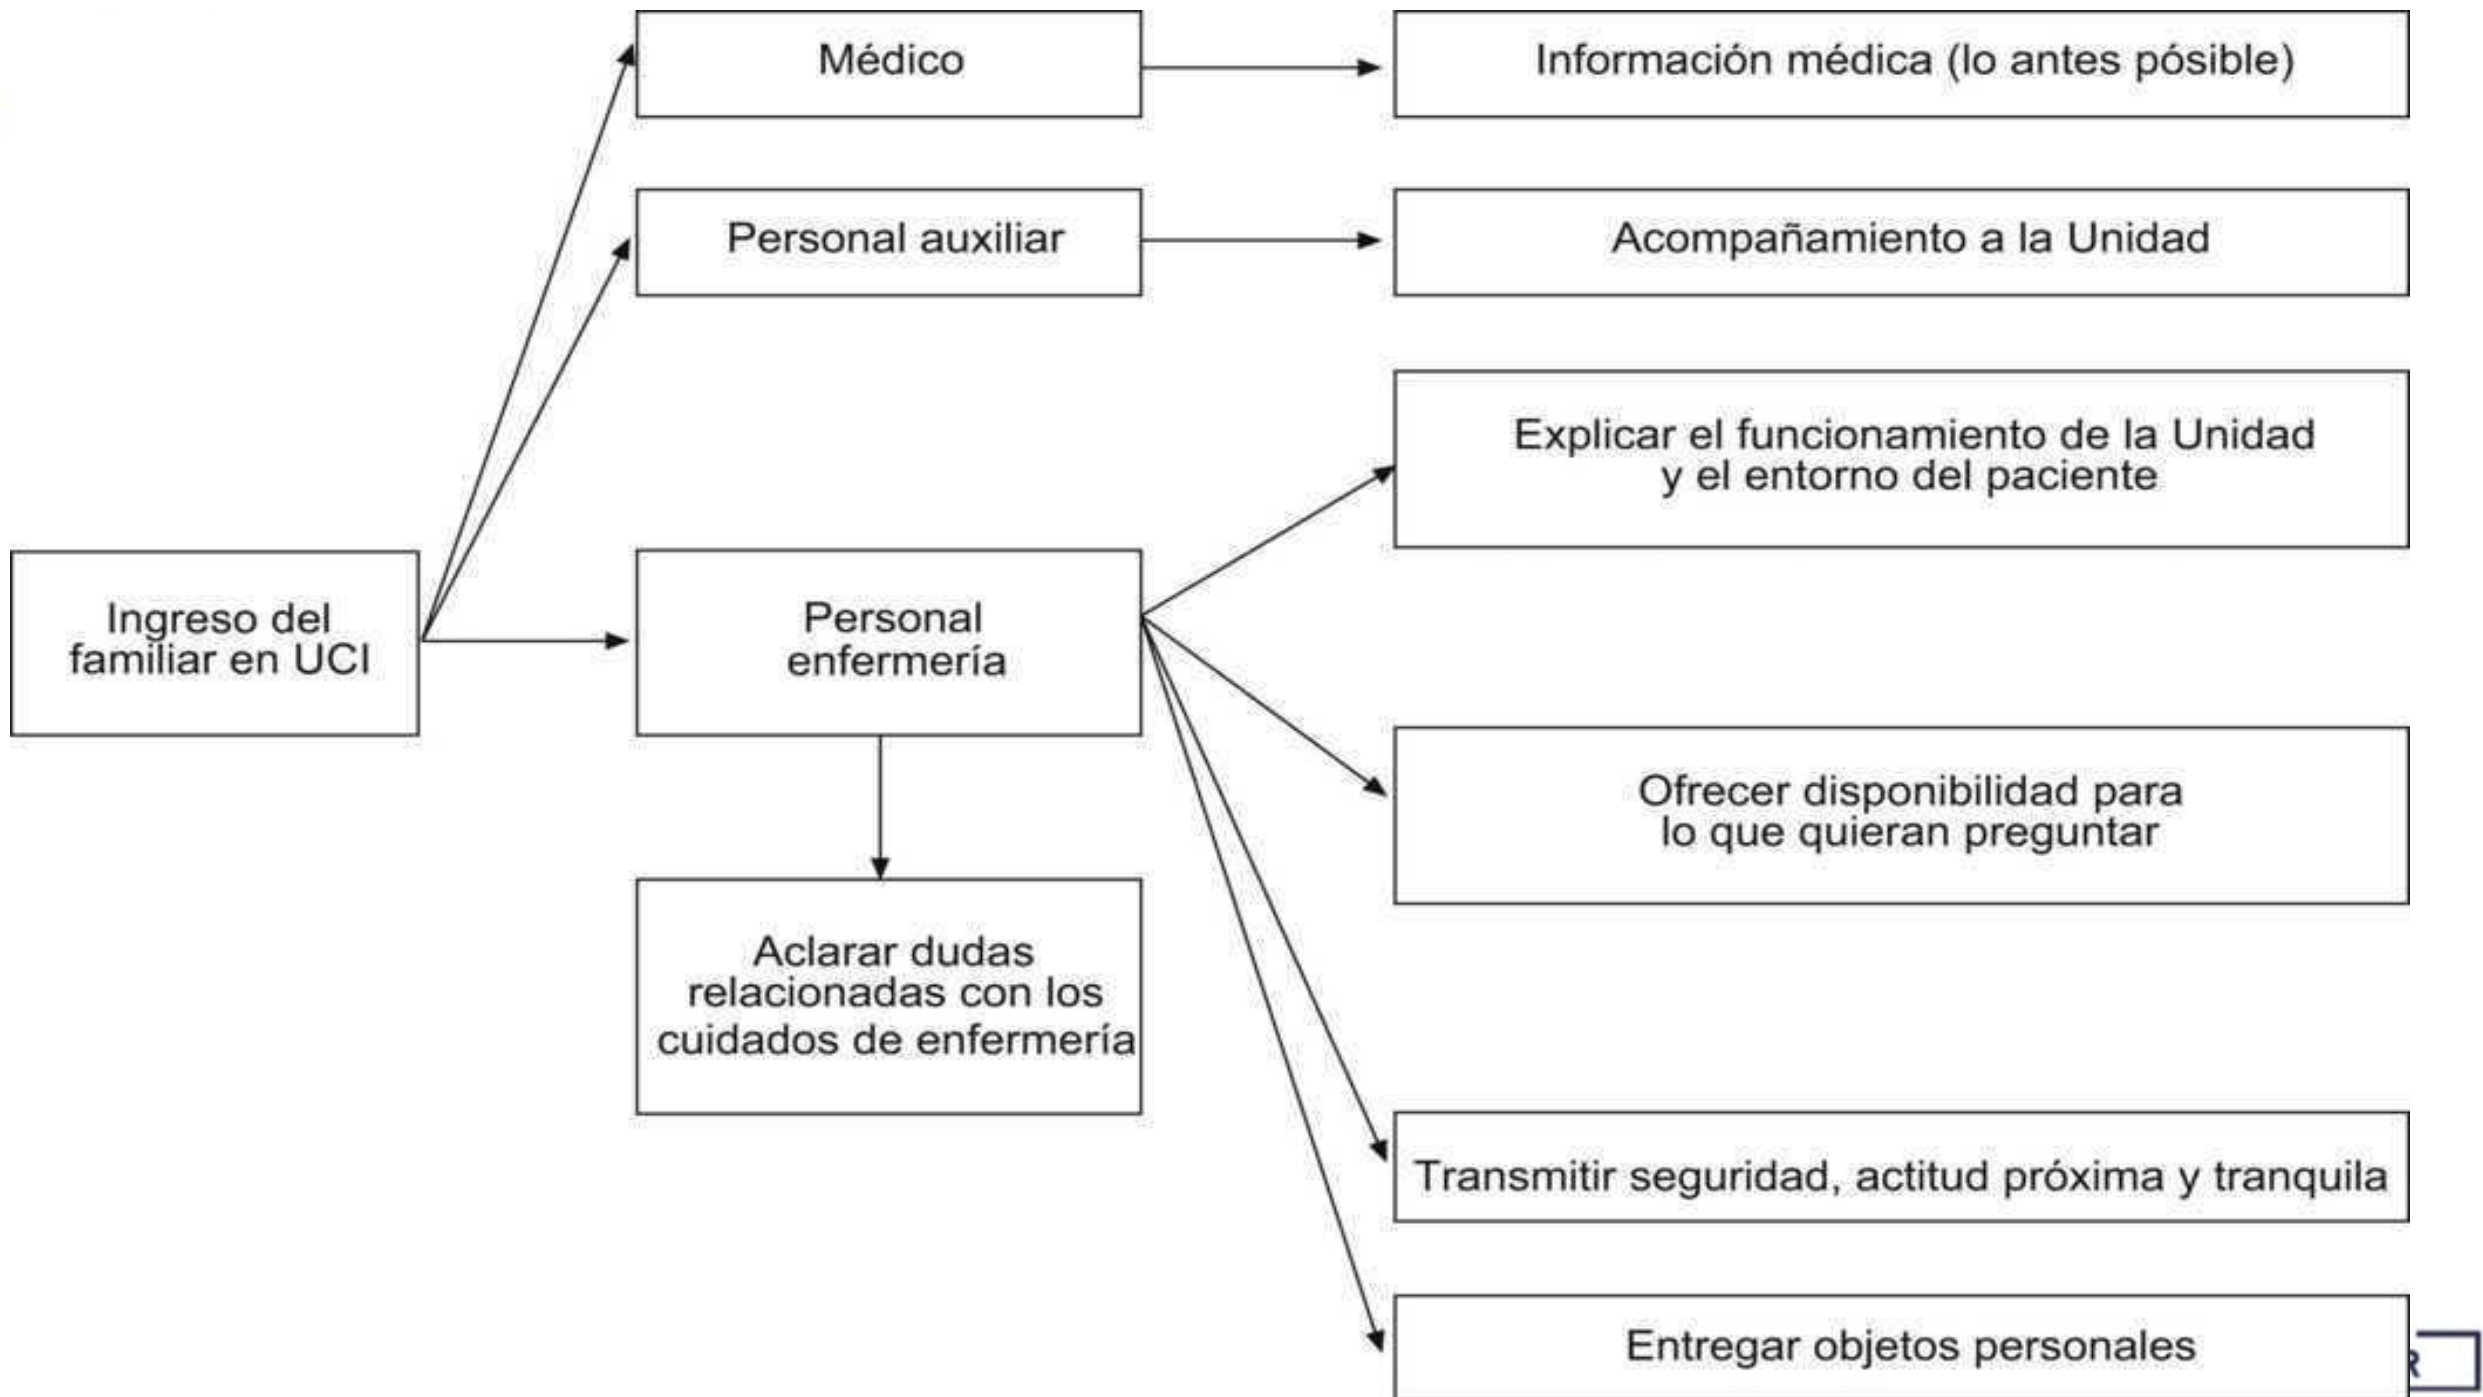 Médico
Información médica (lo antes pósible)
Personal auxiliar
Acompañamiento a la Unidad
Explicar el funcionamiento de la Unidad
y el entorno del paciente
Ingreso del
familiar en UCI
Personal
enfermería
Ofrecer disponibilidad para
lo que quieran preguntar
Aclarar dudas
relacionadas con los
cuidados de enfermería
Transmitir seguridad, actitud próxima y tranquila
Entregar objetos personales